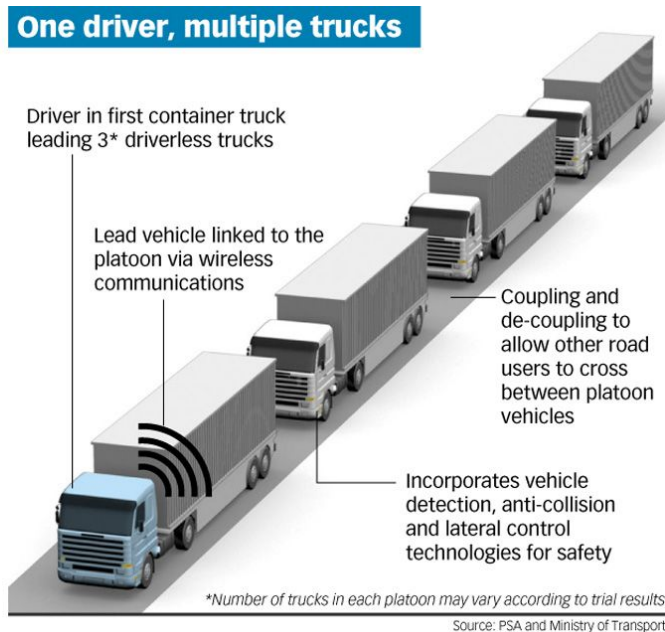 One driver, multiple trucks
Driver in first container truck
leading 3* driverless trucks
Lead vehicle linked to the
platoon via wireless
communications
Coupling and
de-coupling to
allow other road
users to cross
between platoon
vehicles
Incorporates vehicle
detection, anti-collision
and lateral control
technologies for safety
*Number of trucks in each platoon may vary according to trial results
Source: PSA and Ministry of Transport